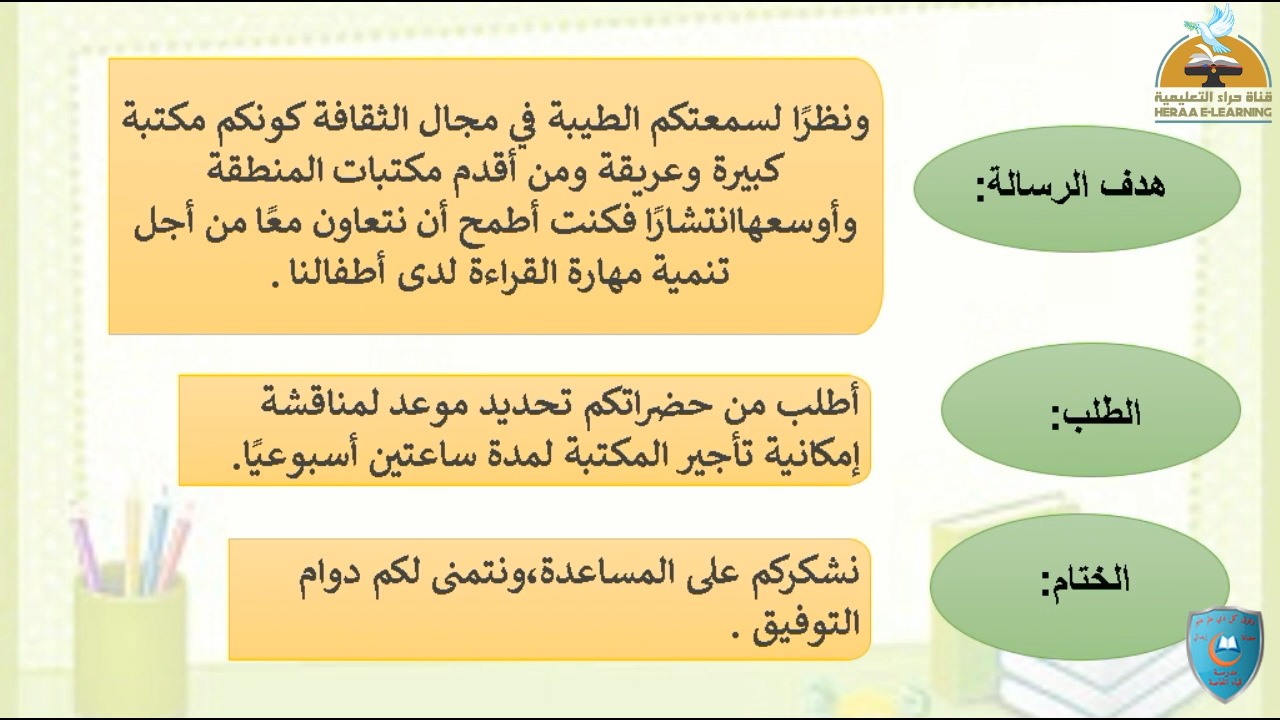 قناة حراء التعليمية
HERAA E-LEARNING
هدف الرسالة:
ونظرًا لسمعتكم الطيبة في مجال الثقافة كونكم مكتبة
كبيرة وعريقة ومن أقدم مكتبات المنطقة
وأوسعهاانتشارًا فكنت أطمح أن نتعاون معًا من أجل
تنمية مهارة القراءة لدى أطفالنا .
الطلب:
أطلب من حضراتكم تحديد موعد لمناقشة
إمكانية تأجير المكتبة لمدة ساعتين أسبوعيًا.
الختام:
نشكركم على المساعدة،ونتمنى لكم دوام
التوفيق .
مدرسة